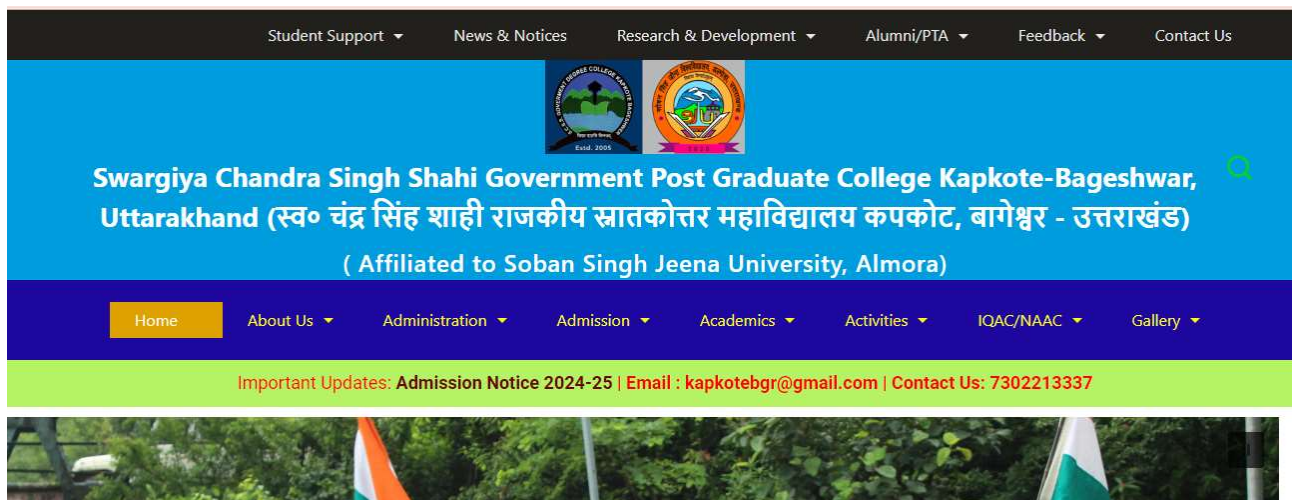 Student Support News & Notices Research & Development Alumni/PTA Feedback Contact Us
Estd. 2005
Swargiya Chandra Singh Shahi Government Post Graduate College Kapkote-Bageshwar,
Uttarakhand (स्व० चंद्र सिंह शाही राजकीय स्नातकोत्तर महाविद्यालय कपकोट, बागेश्वर - उत्तराखंड)
( Affiliated to Soban Singh Jeena University, Almora)
Home About Us Administration Admission Academics Activities IQAC/NAAC Gallery
Important Updates: Admission Notice 2024-25 | Email : kapkotebgr@gmail.com | Contact Us: 7302213337